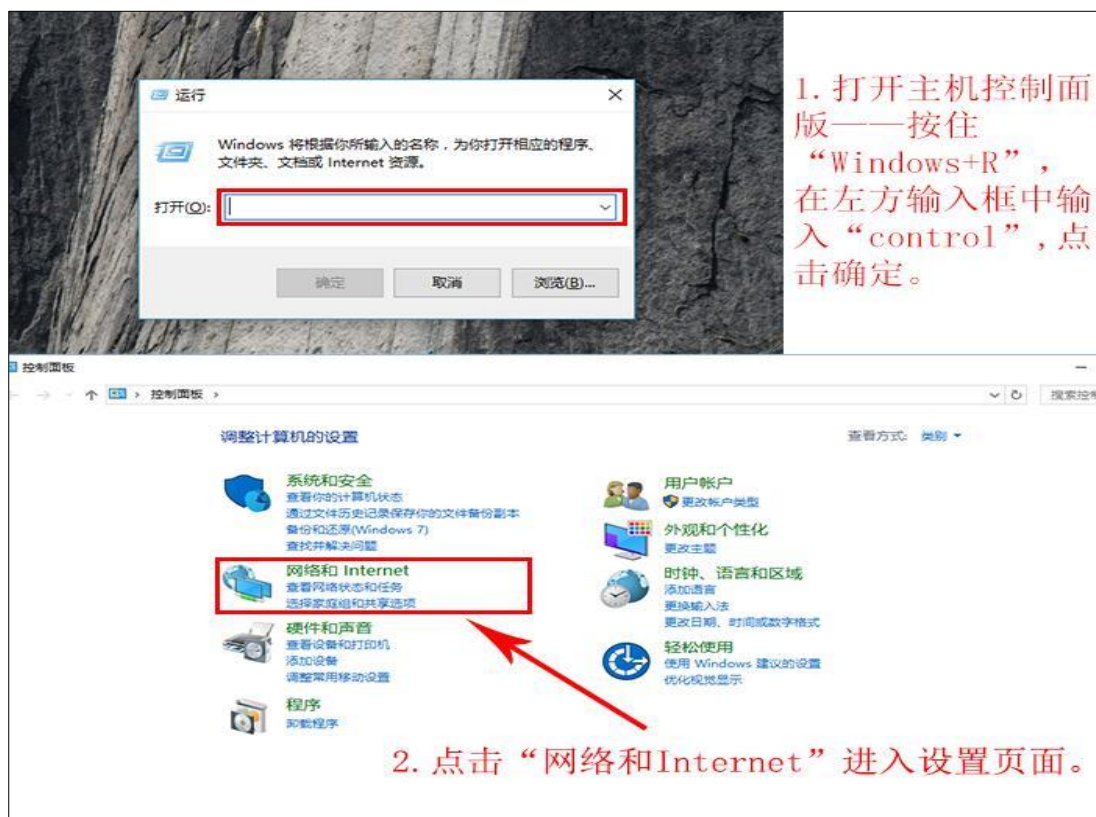 运行
Windows 将根据你所输入的名称，为你打开相应的程序、
文件夹、文档或 Internet 资源。
打开(O):
确定
取消
浏览(B)...
1. 打开主机控制面
版——按住
“Windows+R”，
在左方输入框中输
入“control”,点
击确定。
控制面板
控制面板
搜索控制
调整计算机的设置
查看方式: 类别
系统和安全
查看你的计算机状态
通过文件历史记录保存你的文件备份副本
备份和还原(Windows 7)
查找并解决问题
网络和 Internet
查看网络状态和任务
选择家庭组和共享选项
硬件和声音
查看设备和打印机
添加设备
调整常用移动设置
程序
卸载程序
用户帐户
更改帐户类型
外观和个性化
更改主题
时钟、语言和区域
添加语言
更换输入法
更改日期、时间或数字格式
轻松使用
使用 Windows 建议的设置
优化视觉显示
2. 点击“网络和Internet”进入设置页面。